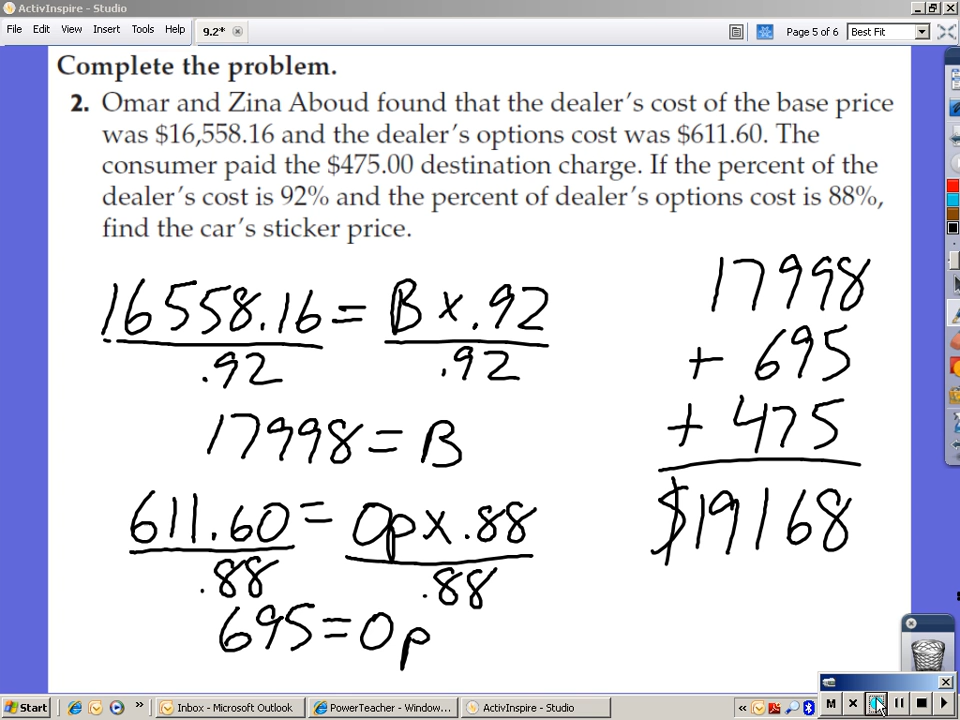 ActivInspire - Studio
File Edit View Insert Tools Help 9.2* Page 5 of 6 Best Fit
Complete the problem.
2. Omar and Zina Aboud found that the dealer's cost of the base price
was $16,558.16 and the dealer's options cost was $611.60. The
consumer paid the $475.00 destination charge. If the percent of the
dealer's cost is 92% and the percent of dealer's options cost is 88%,
find the car's sticker price.
16558.16 = B x .92
.92 .92
17998 = B
611.60 = Op x .88
.88 .88
695 = Op
17998
+ 695
+ 475
$19168
M
Start » Inbox - Microsoft Outlook PowerTeacher - Window... ActivInspire - Studio « 10:08 AM